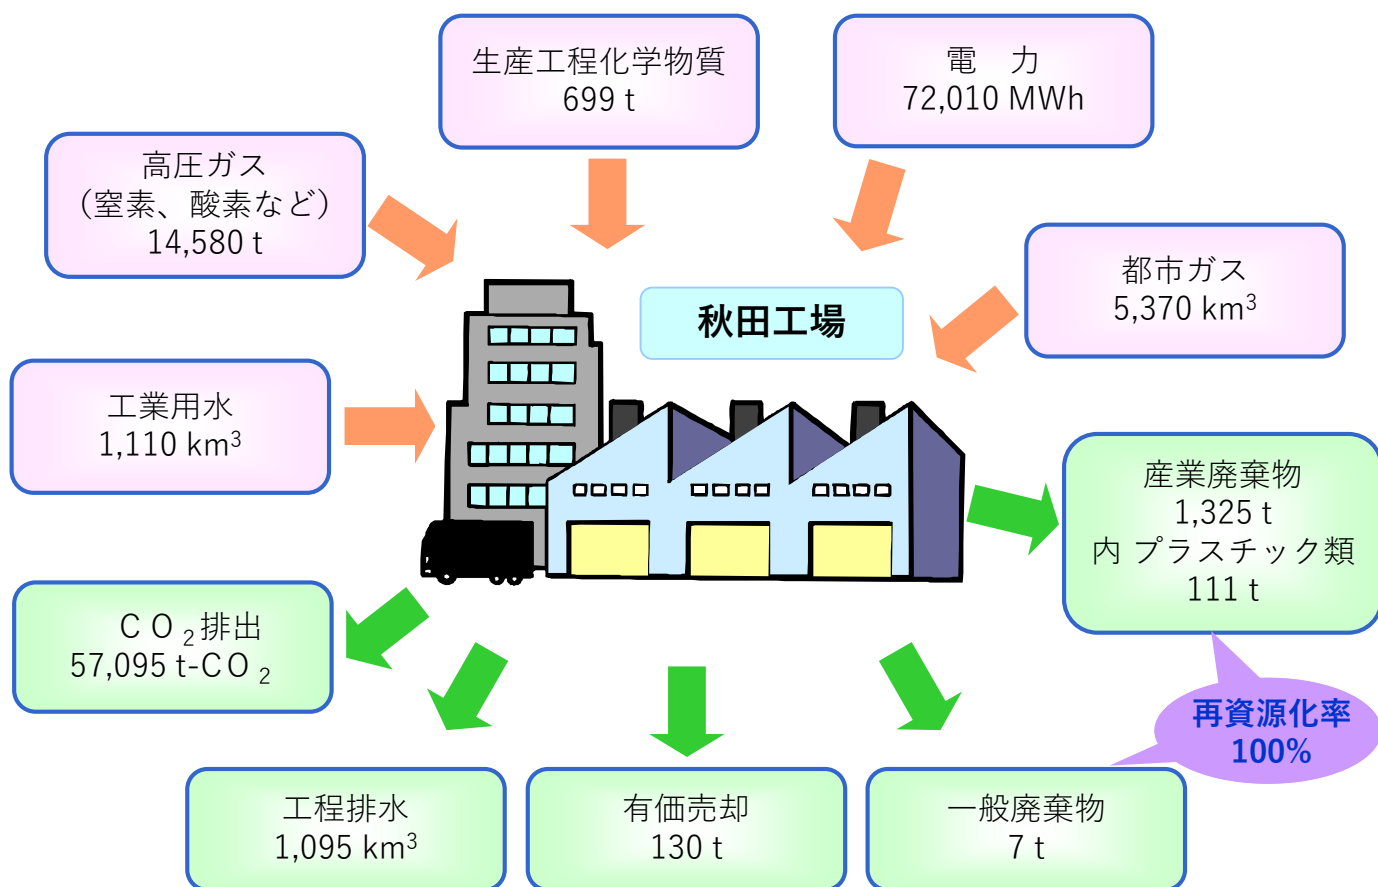 生産工程化学物質
699 t
電　力
72,010 MWh
高圧ガス
（窒素、酸素など）
14,580 t
都市ガス
5,370 km³
秋田工場
工業用水
1,110 km³
産業廃棄物
1,325 t
内 プラスチック類
111 t
ＣＯ₂排出
57,095 t-CO₂
再資源化率
100%
工程排水
1,095 km³
有価売却
130 t
一般廃棄物
7 t